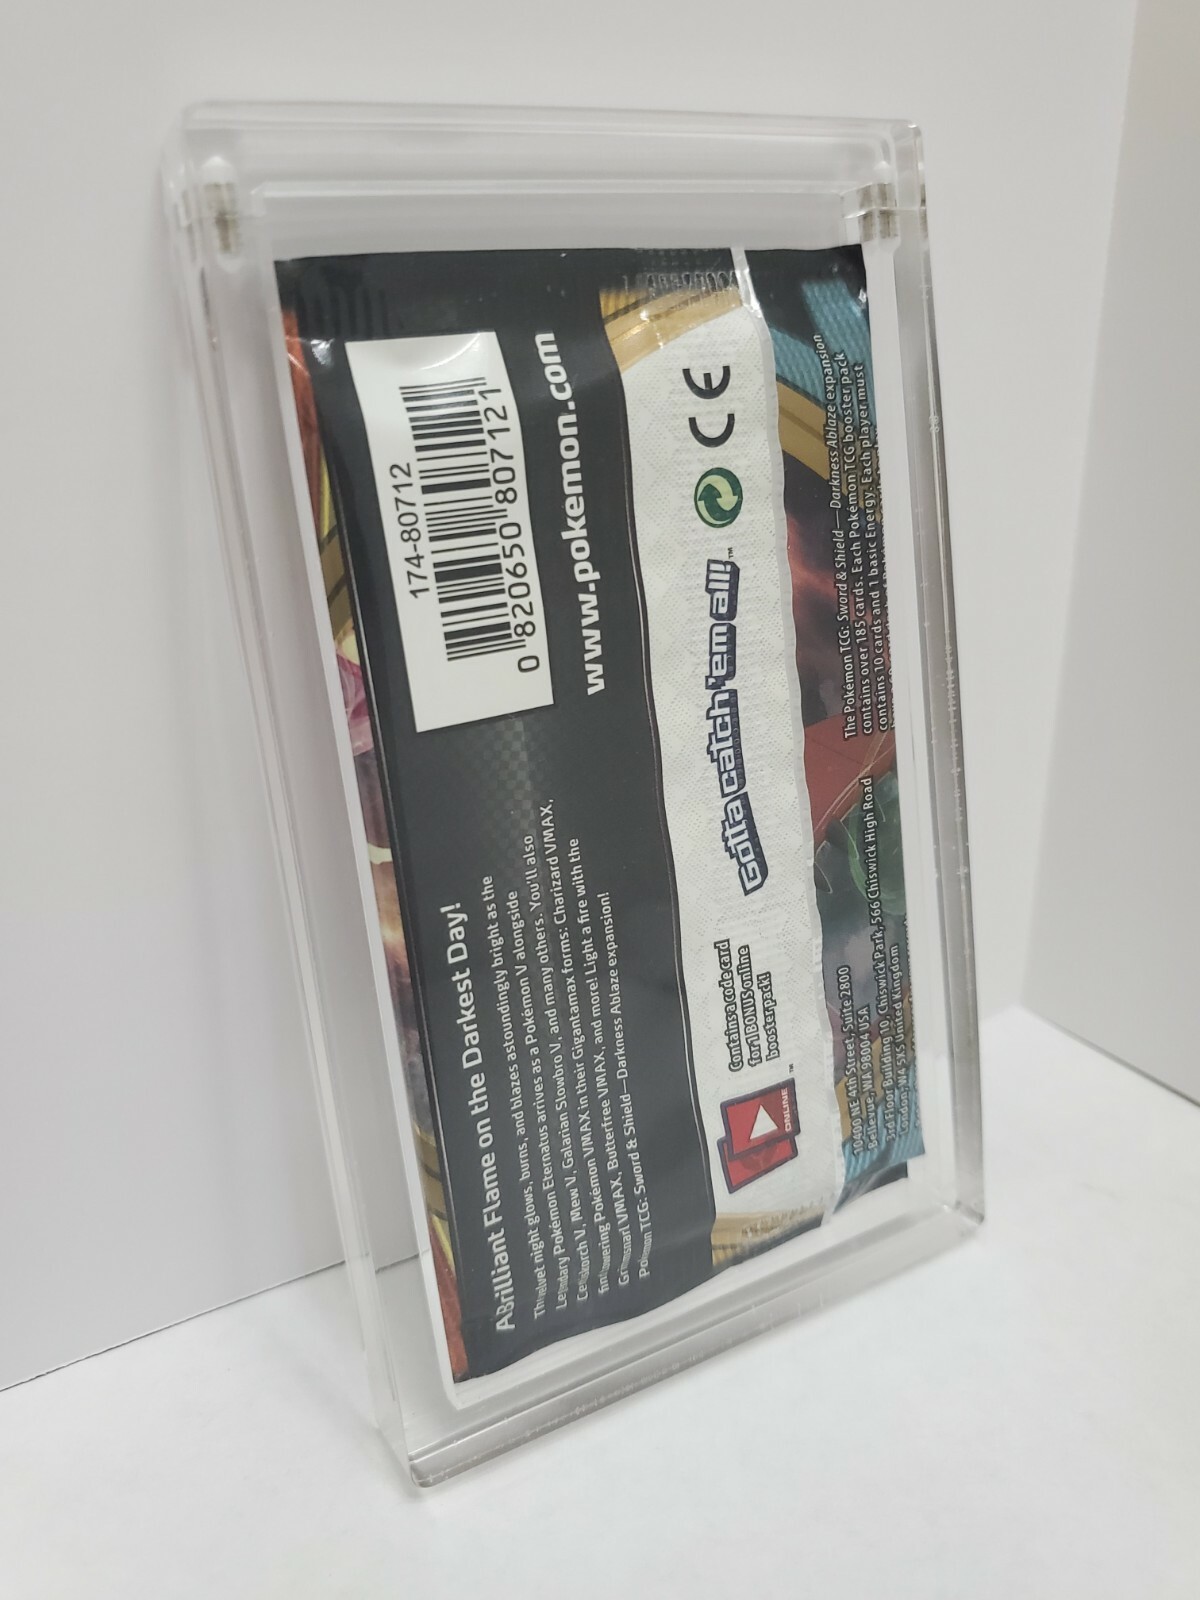 174-80712
0 820650 807121
www.pokemon.com
A Brilliant Flame on the Darkest Day!
velvet night glows, burns, and blazes astoundingly bright as the
Legendary Pokémon Eternatus arrives as a Pokémon V alongside
V, Mew V, Galarian Slowbro V, and many others. You'll also
Pokémon VMAX in their Gigantamax forms: Charizard VMAX,
VMAX, Butterfree VMAX, and more! Light a fire with the
Pokémon TCG: Sword & Shield—Darkness Ablaze expansion!
CE
Gotta catch 'em all!™
Contains a code card
for 1 BONUS online
booster pack!
ONLINE™
The Pokémon TCG: Sword & Shield—Darkness Ablaze expansion
contains over 185 cards. Each Pokémon TCG booster pack
contains 10 cards and 1 basic Energy. Each player must
10400 NE 4th Street, Suite 2800
Bellevue, WA 98004 USA
3rd Floor Building 10, Chiswick Park, 566 Chiswick High Road
London, W4 5XS United Kingdom